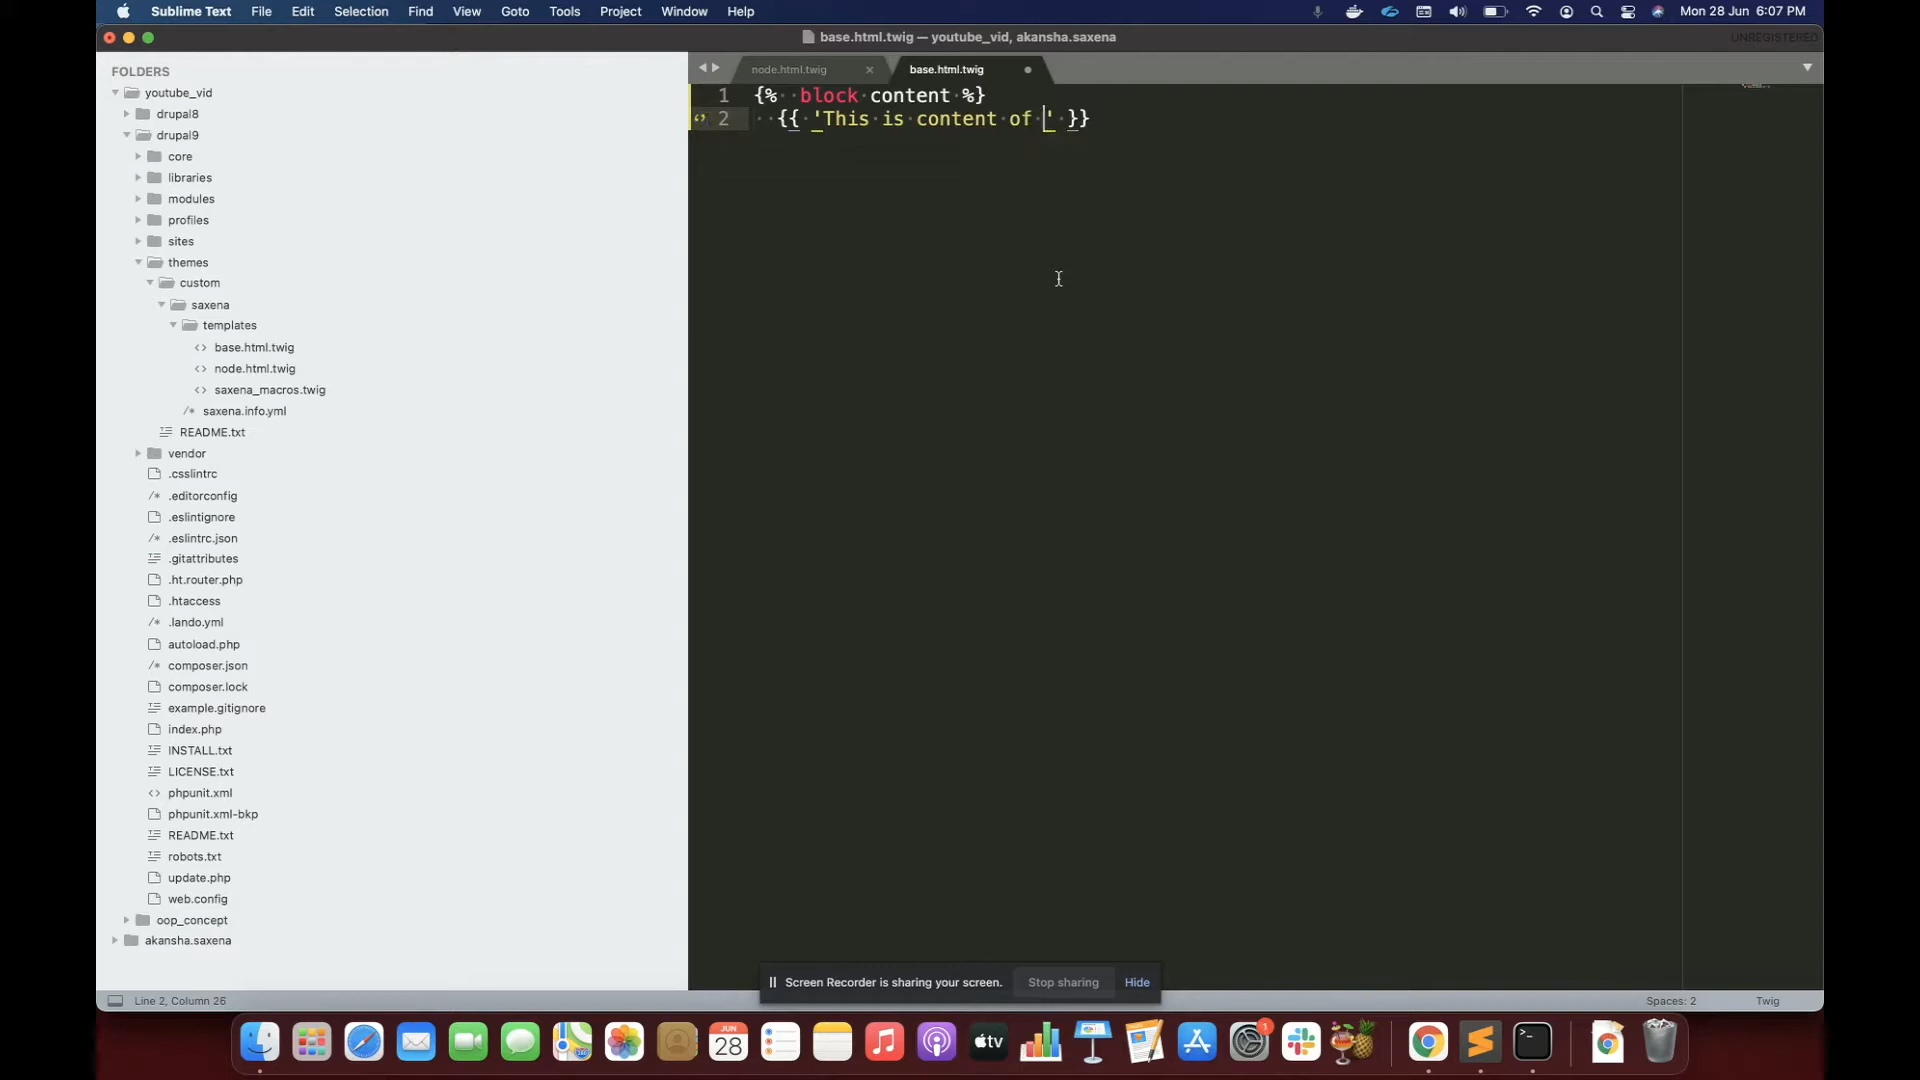 Sublime Text File Edit Selection Find View Goto Tools Project Window Help Mon 28 Jun 6:07 PM
base.html.twig — youtube_vid, akansha.saxena UNREGISTERED
FOLDERS
youtube_vid
drupal8
drupal9
core
libraries
modules
profiles
sites
themes
custom
saxena
templates
base.html.twig
node.html.twig
saxena_macros.twig
saxena.info.yml
README.txt
vendor
.csslintrc
.editorconfig
.eslintignore
.eslintrc.json
.gitattributes
.ht.router.php
.htaccess
.lando.yml
autoload.php
composer.json
composer.lock
example.gitignore
index.php
INSTALL.txt
LICENSE.txt
phpunit.xml
phpunit.xml-bkp
README.txt
robots.txt
update.php
web.config
oop_concept
akansha.saxena
node.html.twig base.html.twig
1 {%  block content %}
2   {{ 'This is content of ' }}
Screen Recorder is sharing your screen. Stop sharing Hide
Line 2, Column 26 Spaces: 2 Twig
JUN
28
tv
1